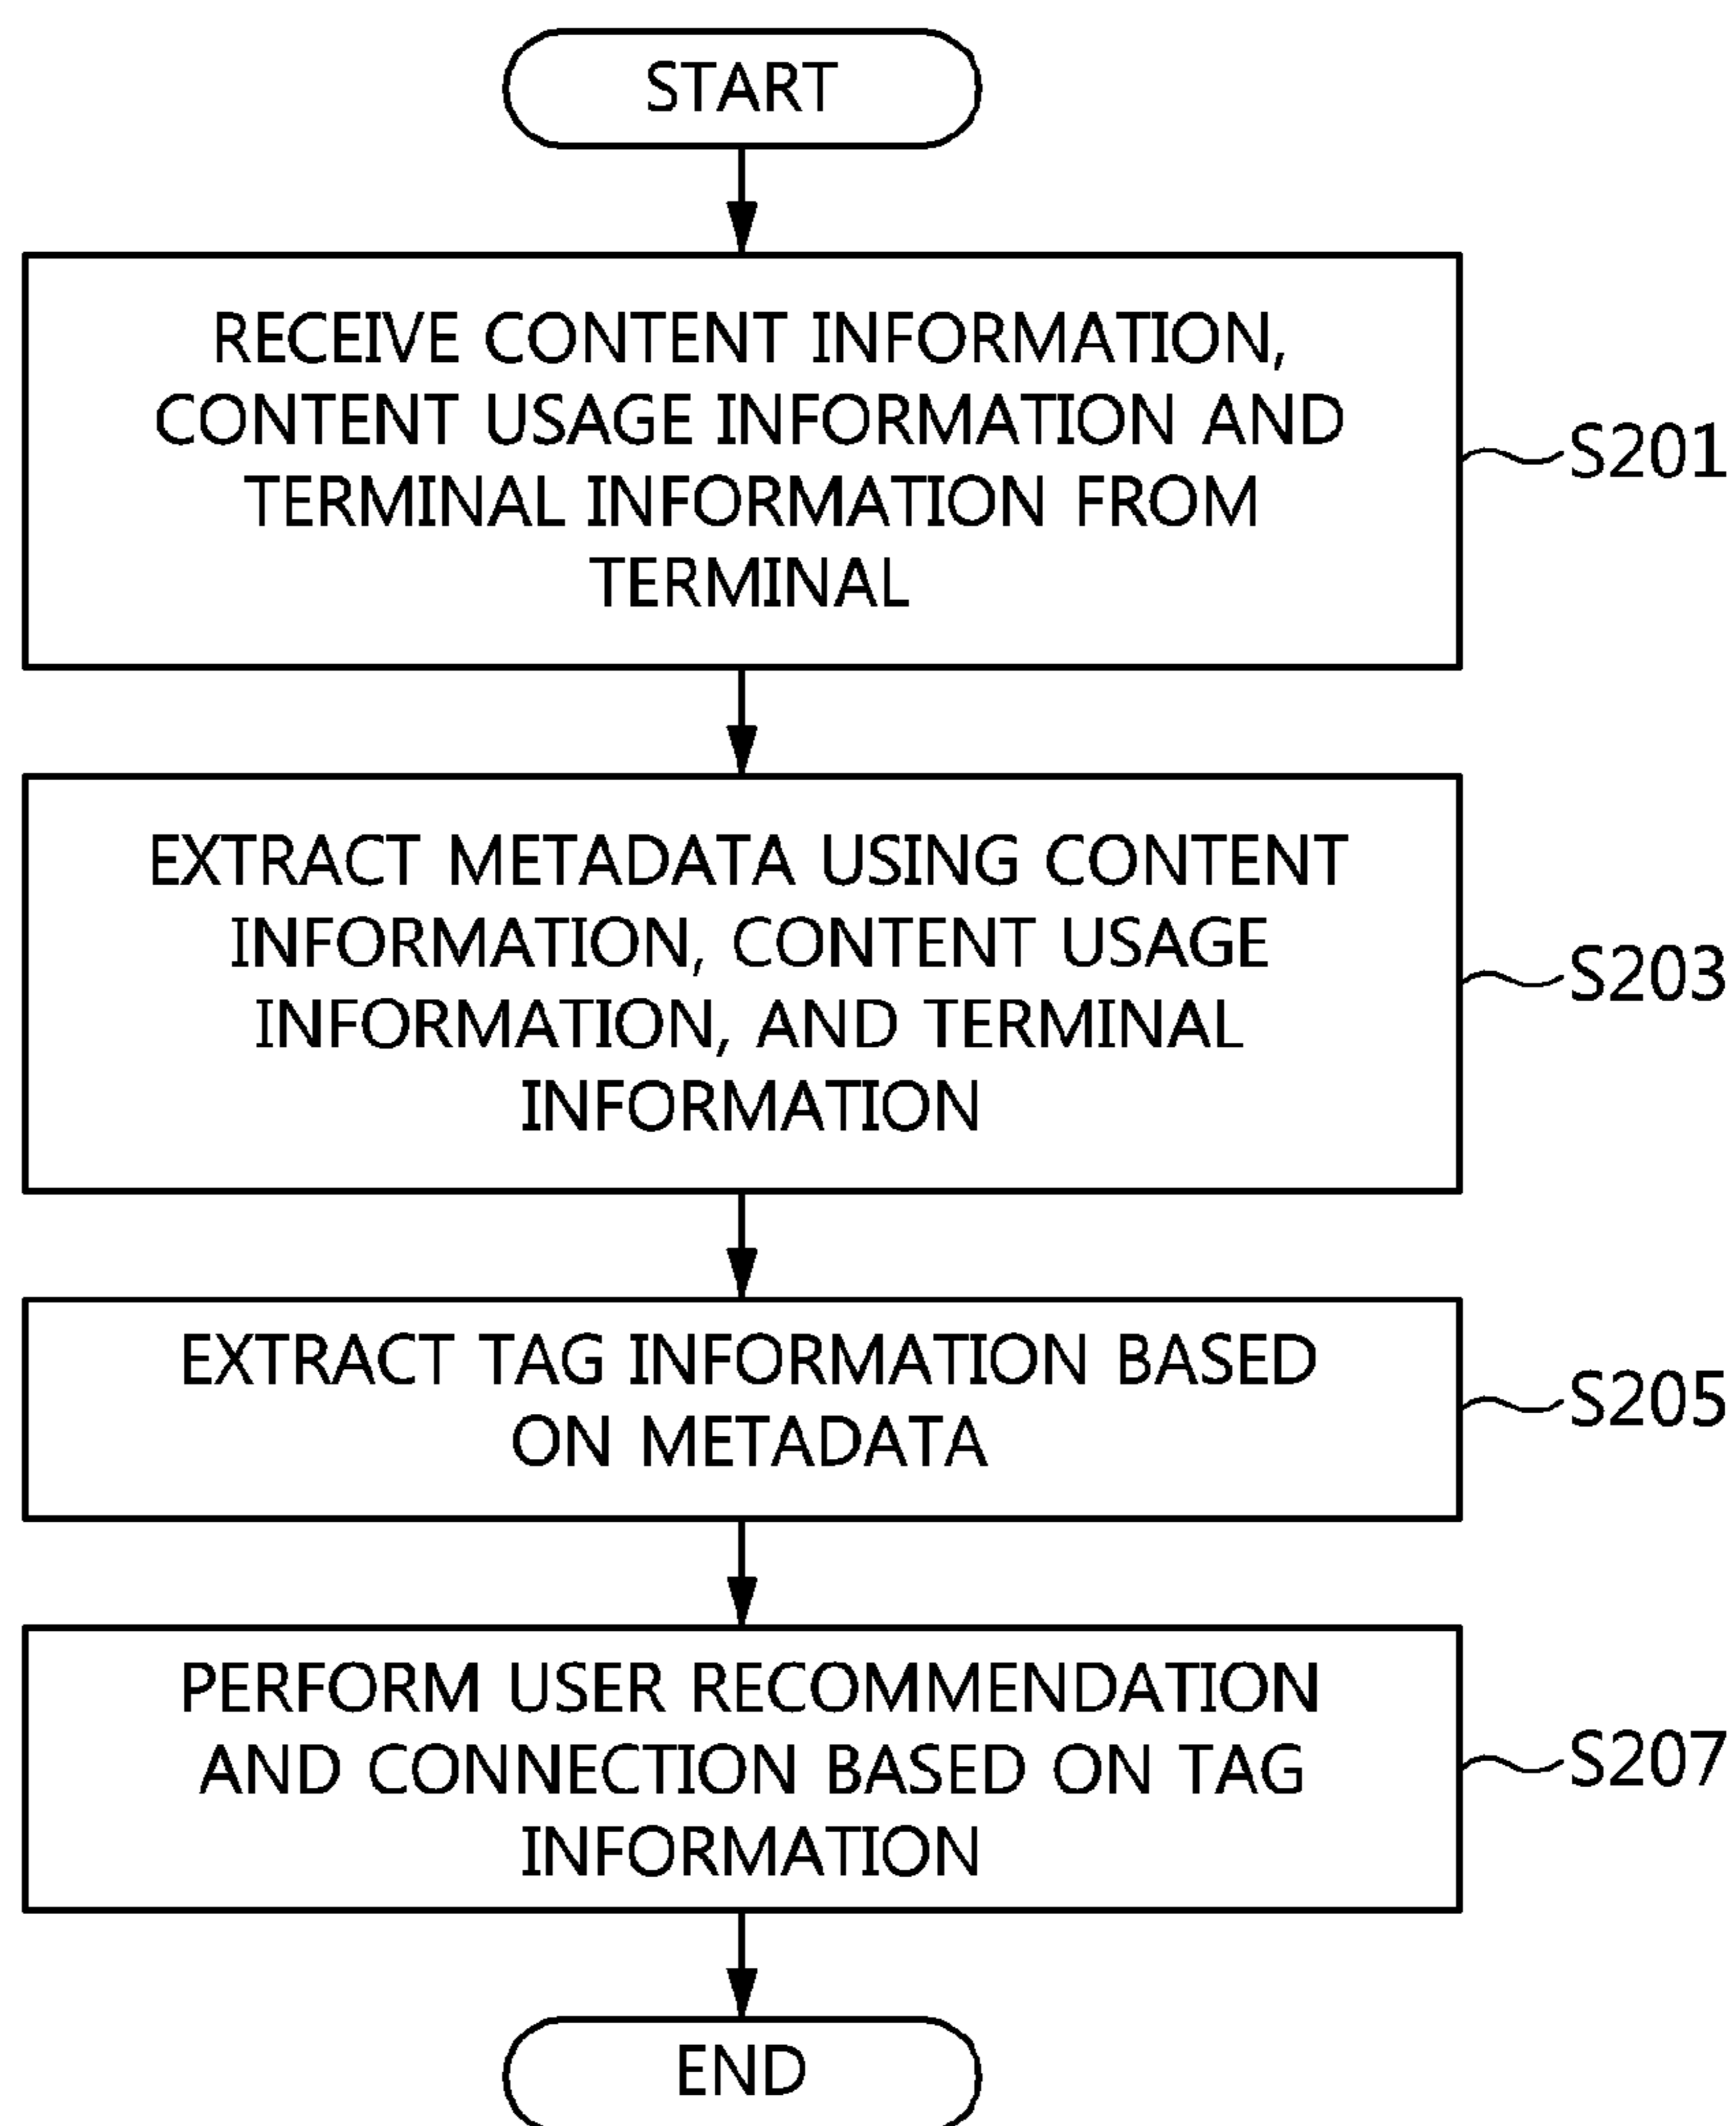 START
RECEIVE CONTENT INFORMATION,
CONTENT USAGE INFORMATION AND
TERMINAL INFORMATION FROM
TERMINAL
S201
EXTRACT METADATA USING CONTENT
INFORMATION, CONTENT USAGE
INFORMATION, AND TERMINAL
INFORMATION
S203
EXTRACT TAG INFORMATION BASED
ON METADATA
S205
PERFORM USER RECOMMENDATION
AND CONNECTION BASED ON TAG
INFORMATION
S207
END